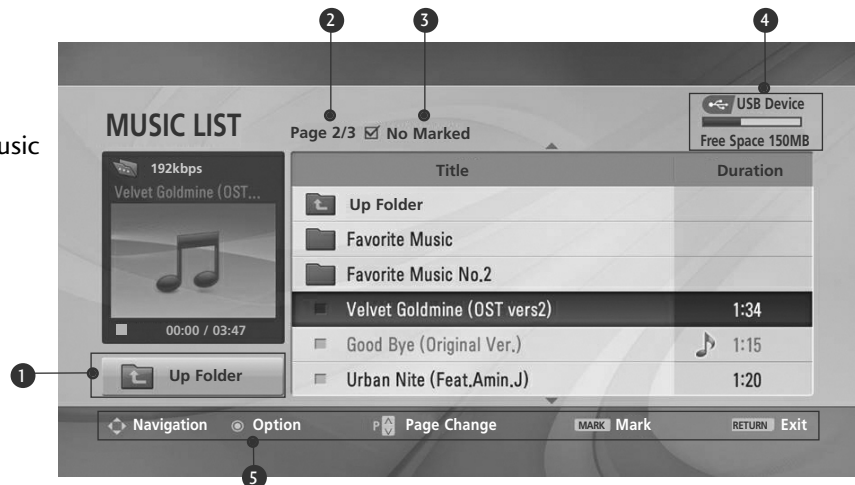 2 3 4
USB Device
MUSIC LIST
Page 2/3 No Marked
Free Space 150MB
usic
192kbps
Velvet Goldmine (OST...
Title Duration
Up Folder
Favorite Music
Favorite Music No.2
Velvet Goldmine (OST vers2) 1:34
00:00 / 03:47
Good Bye (Original Ver.) 1:15
1 Up Folder
Urban Nite (Feat.Amin.J) 1:20
Navigation Option P Page Change MARK Mark RETURN Exit
5